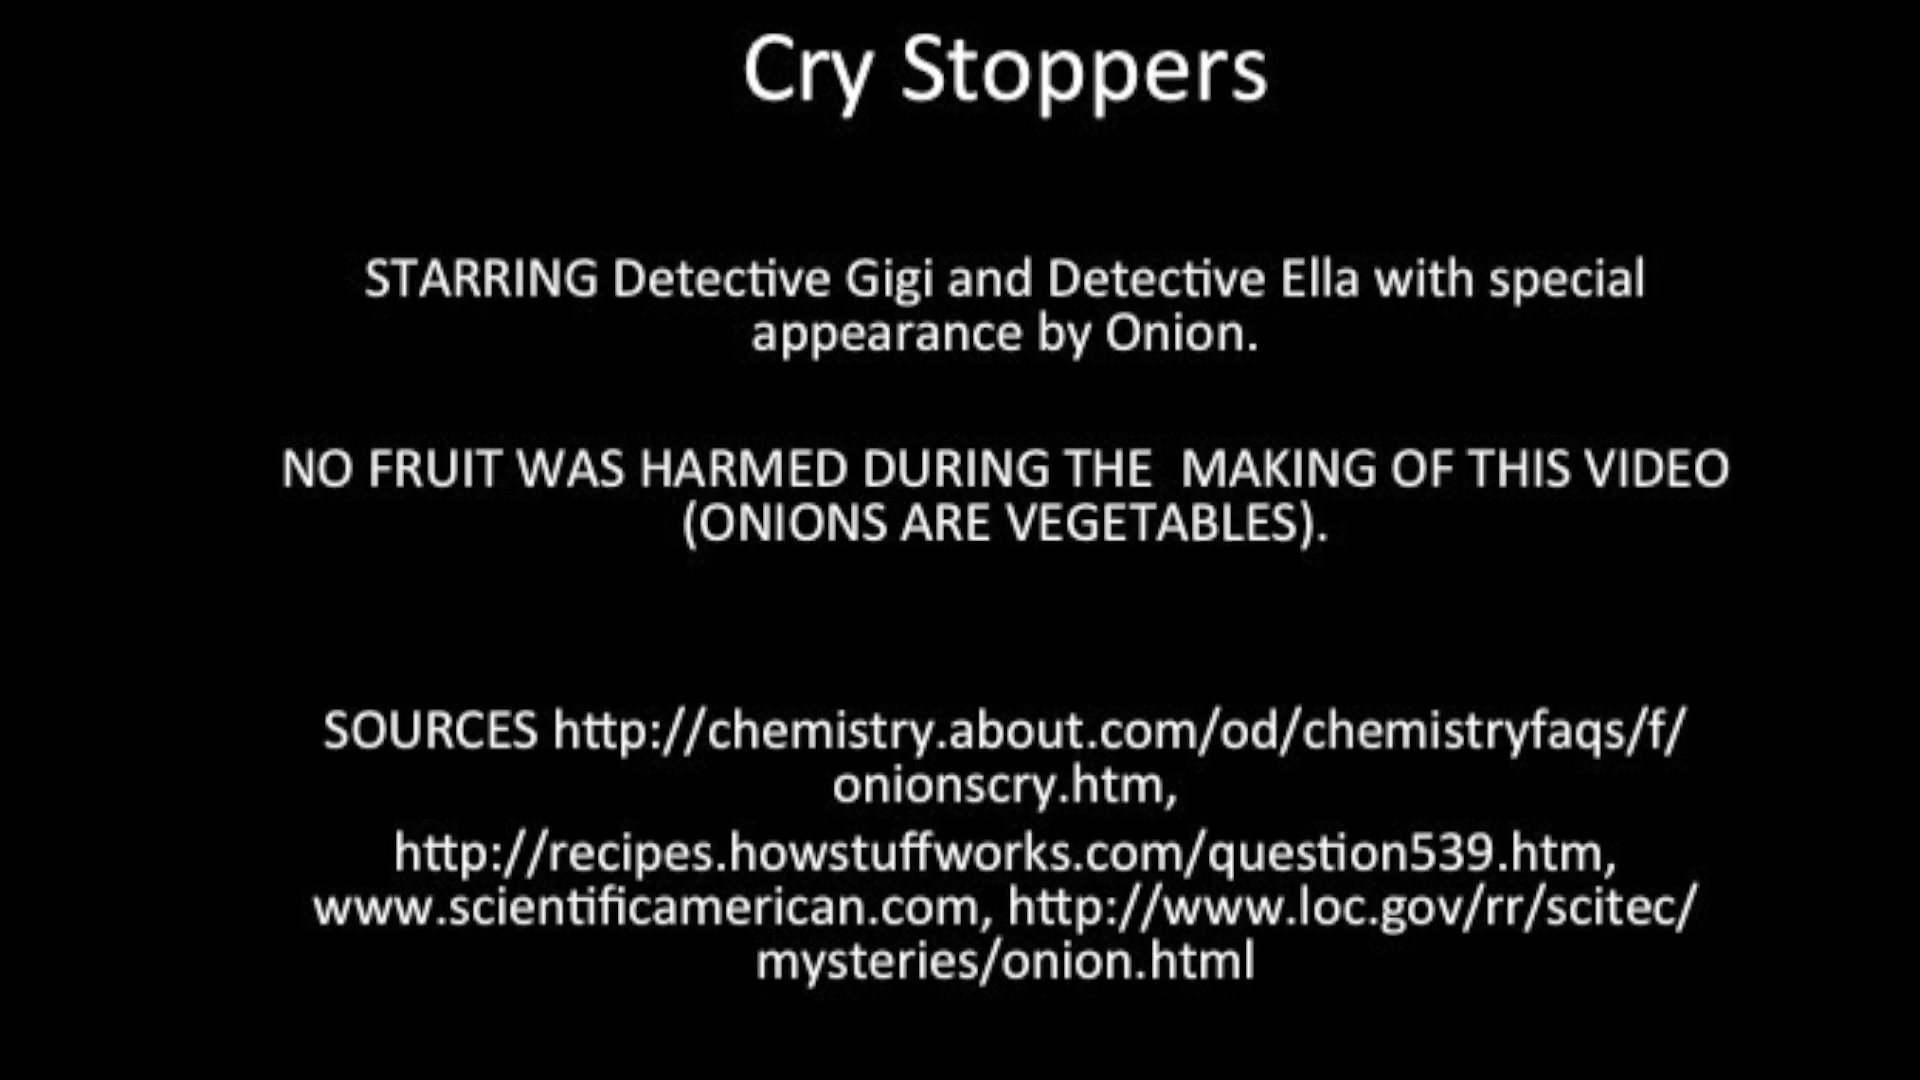 Cry Stoppers
STARRING Detective Gigi and Detective Ella with special
appearance by Onion.
NO FRUIT WAS HARMED DURING THE  MAKING OF THIS VIDEO
(ONIONS ARE VEGETABLES).
SOURCES http://chemistry.about.com/od/chemistryfaqs/f/
onionscry.htm,
http://recipes.howstuffworks.com/question539.htm,
www.scientificamerican.com, http://www.loc.gov/rr/scitec/
mysteries/onion.html